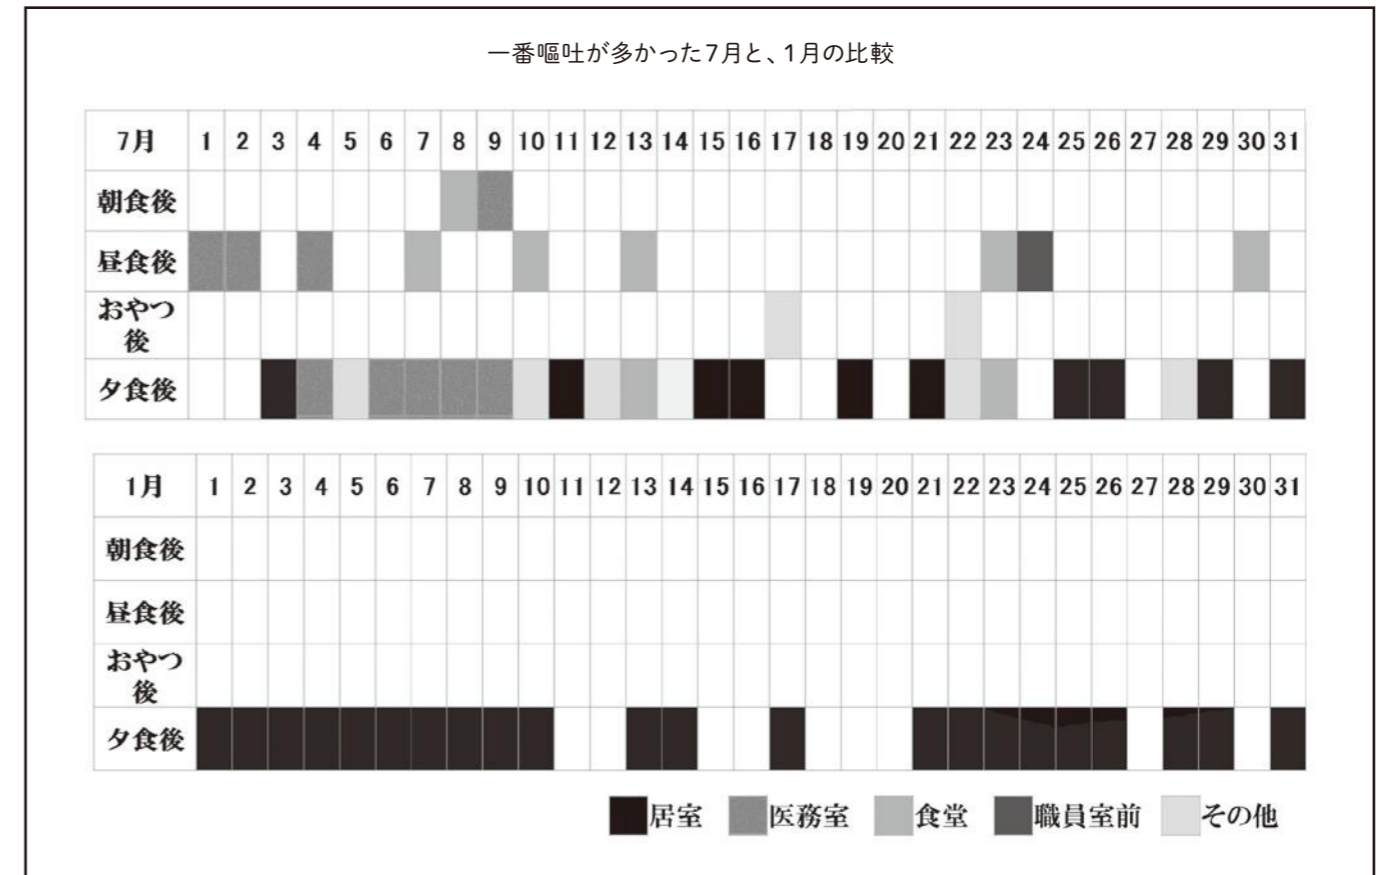 一番嘔吐が多かった7月と、1月の比較
7月 1 2 3 4 5 6 7 8 9 10 11 12 13 14 15 16 17 18 19 20 21 22 23 24 25 26 27 28 29 30 31
朝食後
昼食後
おやつ
後
夕食後
1月 1 2 3 4 5 6 7 8 9 10 11 12 13 14 15 16 17 18 19 20 21 22 23 24 25 26 27 28 29 30 31
朝食後
昼食後
おやつ
後
夕食後
居室 医務室 食堂 職員室前 その他